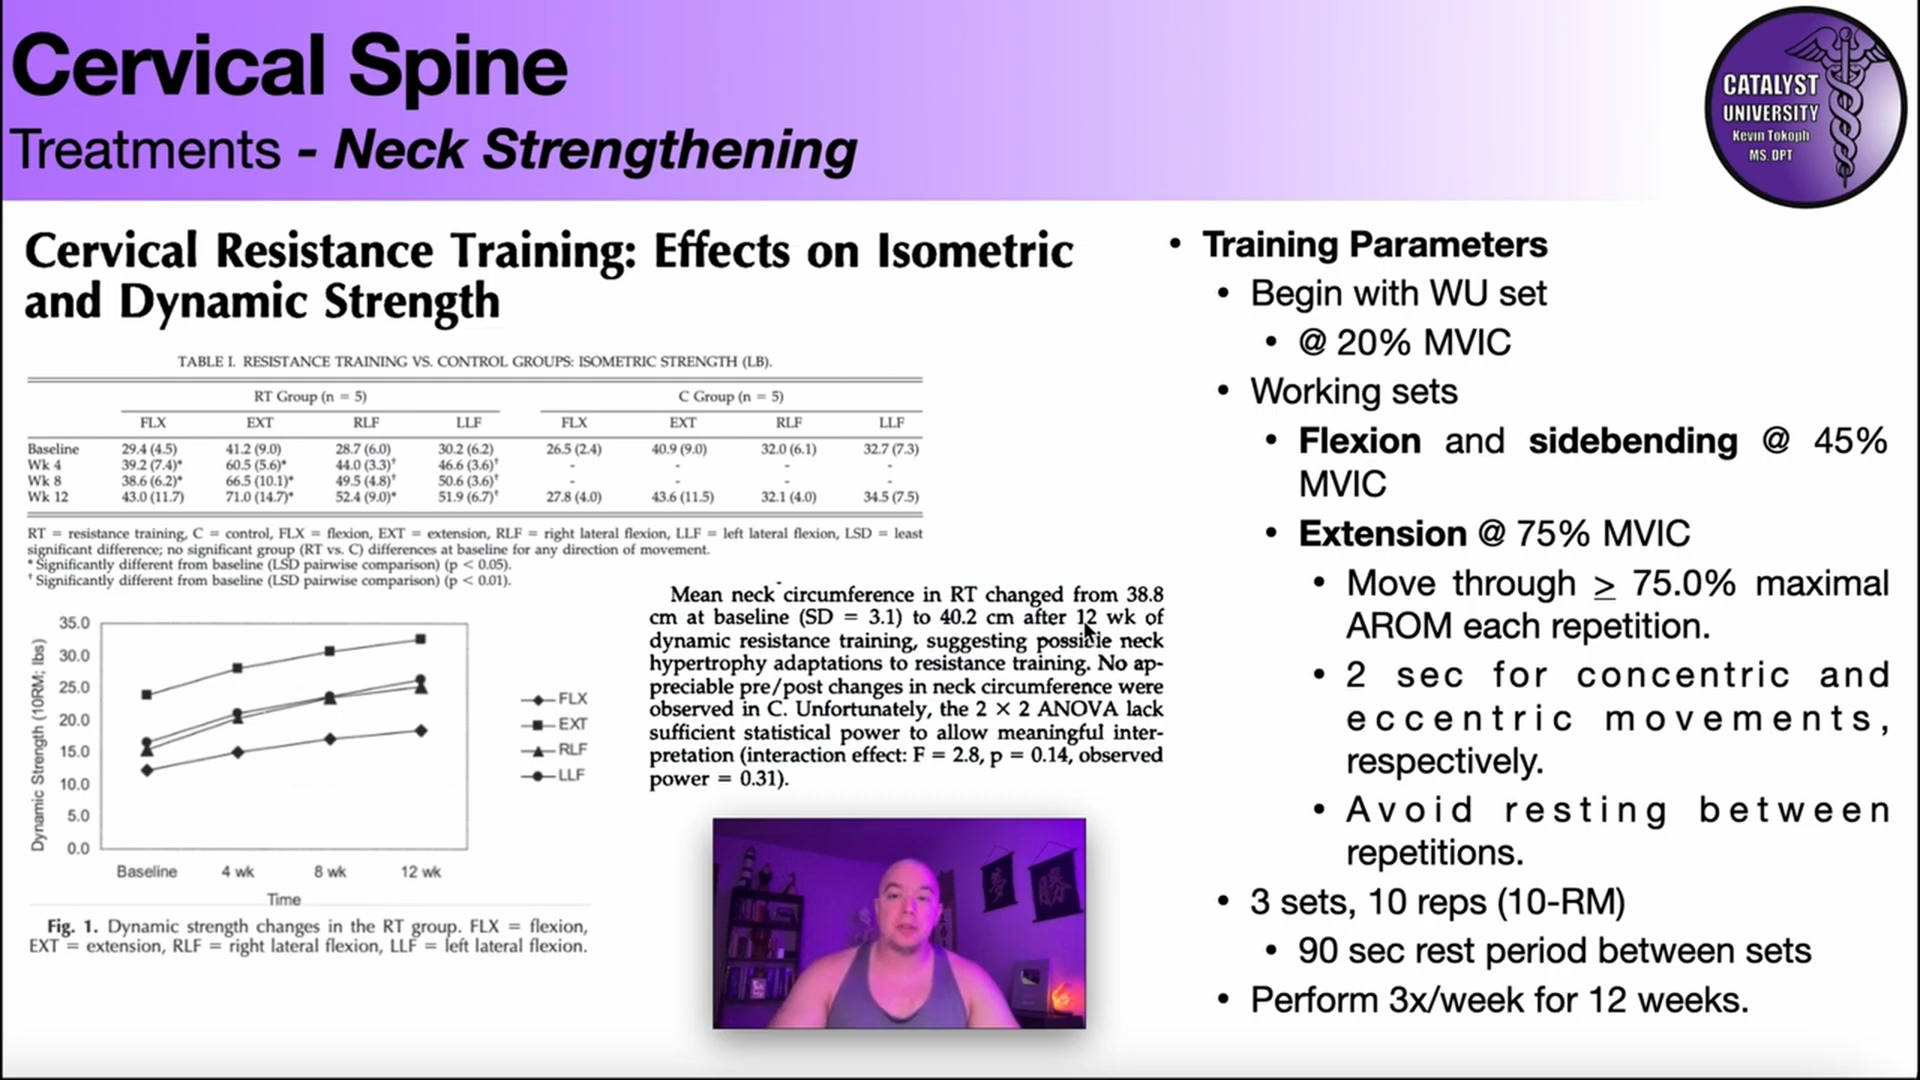 Cervical Spine
Treatments - Neck Strengthening
CATALYST
UNIVERSITY
Kevin Tokoph
MS, DPT
Cervical Resistance Training: Effects on Isometric
and Dynamic Strength
TABLE I. RESISTANCE TRAINING VS. CONTROL GROUPS: ISOMETRIC STRENGTH (LB).
RT Group (n = 5) C Group (n = 5)
FLX EXT RLF LLF FLX EXT RLF LLF
Baseline 29.4 (4.5) 41.2 (9.0) 28.7 (6.0) 30.2 (6.2) 26.5 (2.4) 40.9 (9.0) 32.0 (6.1) 32.7 (7.3)
Wk 4 39.2 (7.4)* 60.5 (5.6)* 44.0 (3.3)† 46.6 (3.6)† - - - -
Wk 8 38.6 (6.2)* 66.5 (10.1)* 49.5 (4.8)† 50.6 (3.6)† - - - -
Wk 12 43.0 (11.7) 71.0 (14.7)* 52.4 (9.0)* 51.9 (6.7)† 27.8 (4.0) 43.6 (11.5) 32.1 (4.0) 34.5 (7.5)
RT = resistance training, C = control, FLX = flexion, EXT = extension, RLF = right lateral flexion, LLF = left lateral flexion, LSD = least
significant difference; no significant group (RT vs. C) differences at baseline for any direction of movement.
* Significantly different from baseline (LSD pairwise comparison) (p < 0.05).
† Significantly different from baseline (LSD pairwise comparison) (p < 0.01).
Dynamic Strength (10RM; lbs)
35.0
30.0
25.0
20.0
15.0
10.0
5.0
0.0
Baseline 4 wk 8 wk 12 wk
Time
FLX
EXT
RLF
LLF
Fig. 1. Dynamic strength changes in the RT group. FLX = flexion,
EXT = extension, RLF = right lateral flexion, LLF = left lateral flexion.
Mean neck circumference in RT changed from 38.8
cm at baseline (SD = 3.1) to 40.2 cm after 12 wk of
dynamic resistance training, suggesting possible neck
hypertrophy adaptations to resistance training. No ap-
preciable pre/post changes in neck circumference were
observed in C. Unfortunately, the 2 × 2 ANOVA lack
sufficient statistical power to allow meaningful inter-
pretation (interaction effect: F = 2.8, p = 0.14, observed
power = 0.31).
夢
勝
• Training Parameters
• Begin with WU set
• @ 20% MVIC
• Working sets
• Flexion and sidebending @ 45%
MVIC
• Extension @ 75% MVIC
• Move through ≥ 75.0% maximal
AROM each repetition.
• 2 sec for concentric and
eccentric movements,
respectively.
• Avoid resting between
repetitions.
• 3 sets, 10 reps (10-RM)
• 90 sec rest period between sets
• Perform 3x/week for 12 weeks.